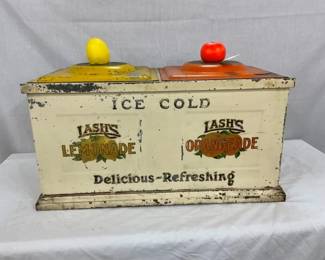 ICE COLD
LASH'S LASH'S
LEMONADE ORANGEADE
Delicious-Refreshing